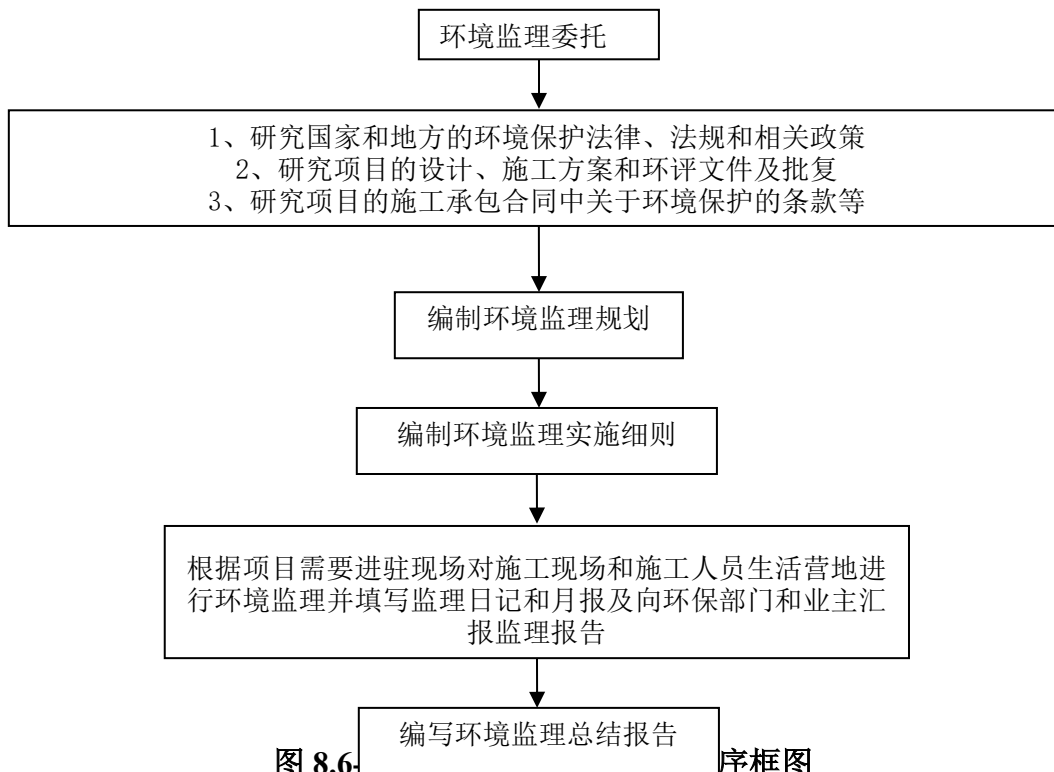 环境监理委托
1、研究国家和地方的环境保护法律、法规和相关政策
2、研究项目的设计、施工方案和环评文件及批复
3、研究项目的施工承包合同中关于环境保护的条款等
编制环境监理规划
编制环境监理实施细则
根据项目需要进驻现场对施工现场和施工人员生活营地进
行环境监理并填写监理日记和月报及向环保部门和业主汇
报监理报告
编写环境监理总结报告
图 8.6- 序框图